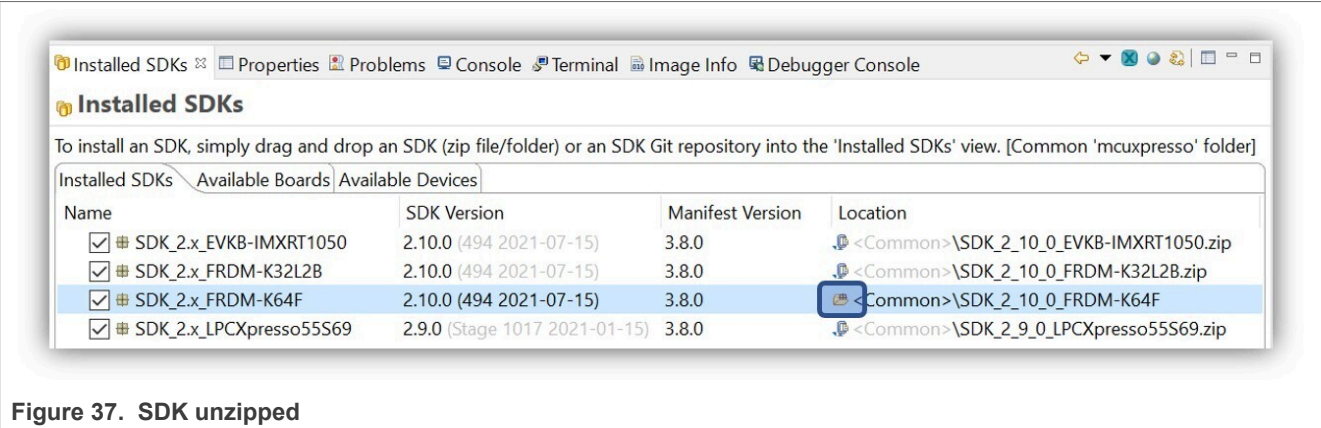 Installed SDKs Properties Problems Console Terminal Image Info Debugger Console
Installed SDKs
To install an SDK, simply drag and drop an SDK (zip file/folder) or an SDK Git repository into the 'Installed SDKs' view. [Common 'mcuxpresso' folder]
Installed SDKs Available Boards Available Devices
Name SDK Version Manifest Version Location
SDK_2.x_EVKB-IMXRT1050 2.10.0 (494 2021-07-15) 3.8.0 <Common>\SDK_2_10_0_EVKB-IMXRT1050.zip
SDK_2.x_FRDM-K32L2B 2.10.0 (494 2021-07-15) 3.8.0 <Common>\SDK_2_10_0_FRDM-K32L2B.zip
SDK_2.x_FRDM-K64F 2.10.0 (494 2021-07-15) 3.8.0 <Common>\SDK_2_10_0_FRDM-K64F
SDK_2.x_LPCXpresso55S69 2.9.0 (Stage 1017 2021-01-15) 3.8.0 <Common>\SDK_2_9_0_LPCXpresso55S69.zip
Figure 37. SDK unzipped